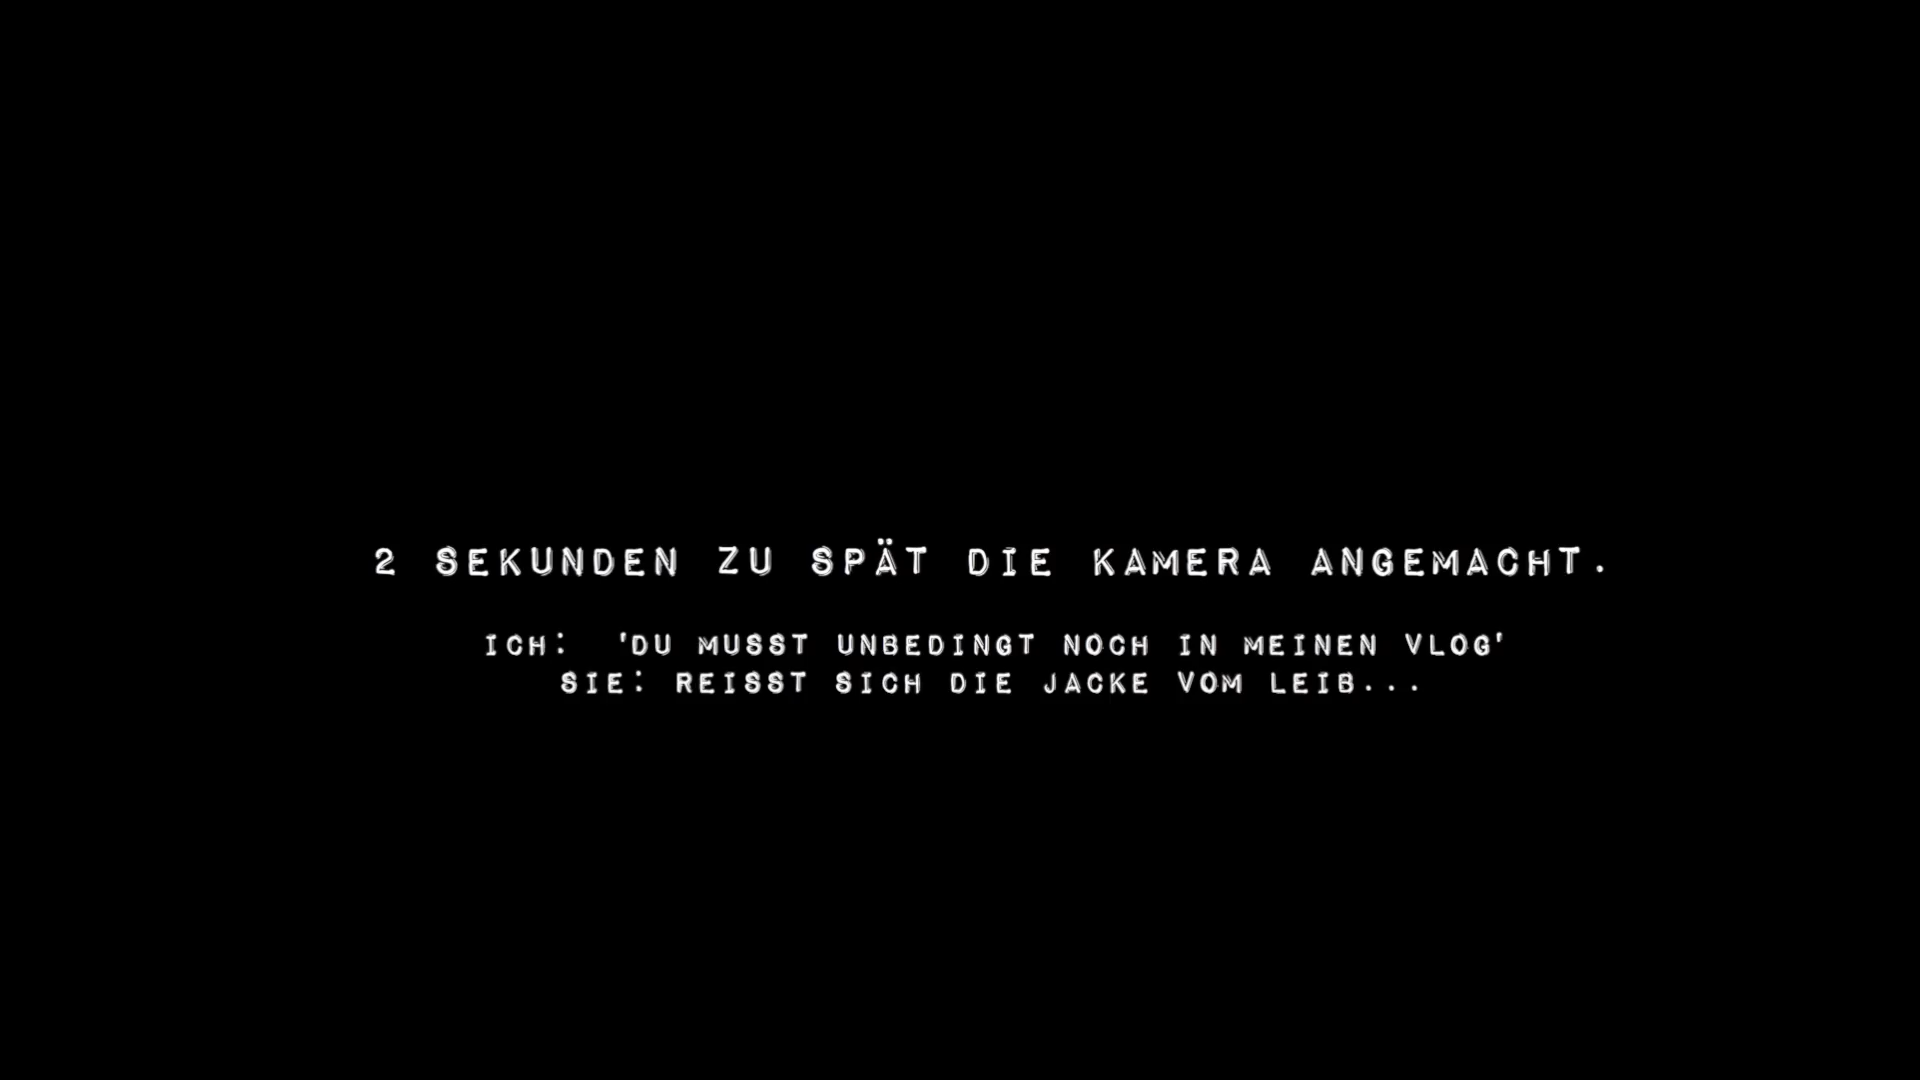 2 SEKUNDEN ZU SPÄT DIE KAMERA ANGEMACHT.
ICH: 'DU MUSST UNBEDINGT NOCH IN MEINEN VLOG'
SIE: REISST SICH DIE JACKE VOM LEIB...